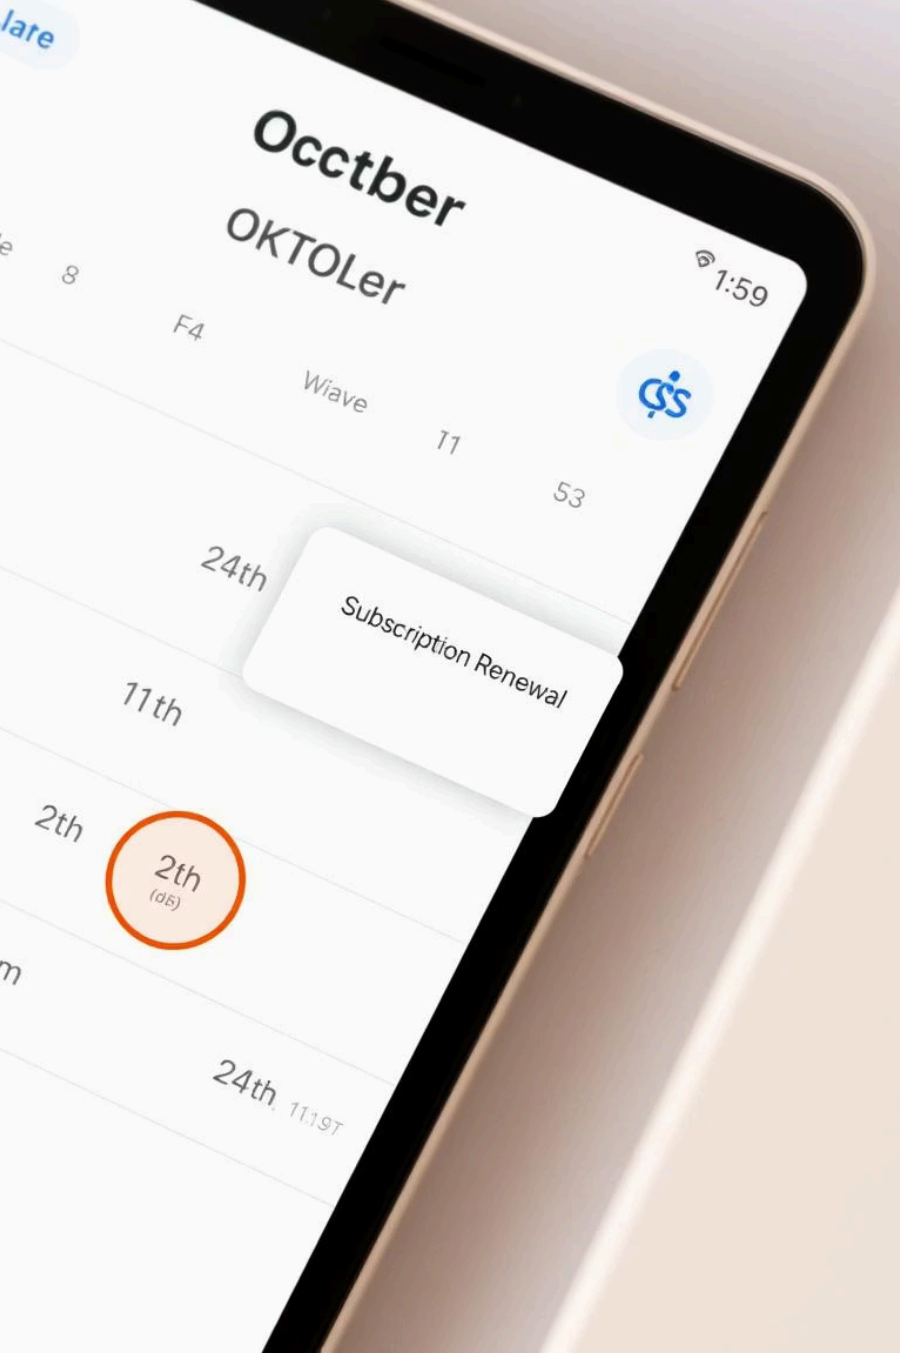 late
1:59
Occtber
OKTOLer
8 F4 Wiave 11 53
24th
Subscription Renewal
11th
2th
2th
24th 11:19T